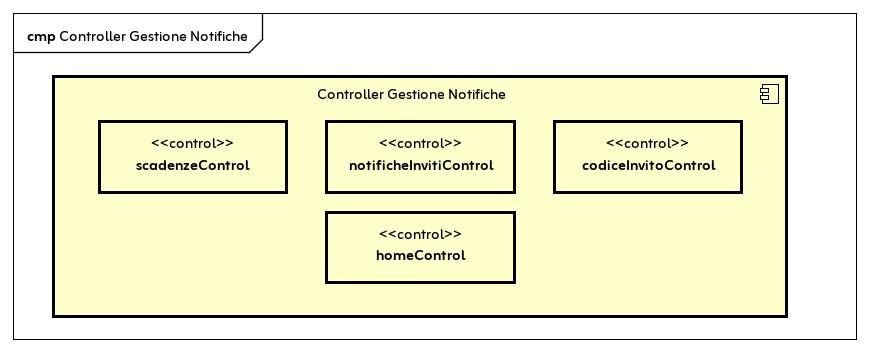 cmp Controller Gestione Notifiche
Controller Gestione Notifiche
<<control>>
scadenzeControl
<<control>>
notificheInvitiControl
<<control>>
codiceInvitoControl
<<control>>
homeControl